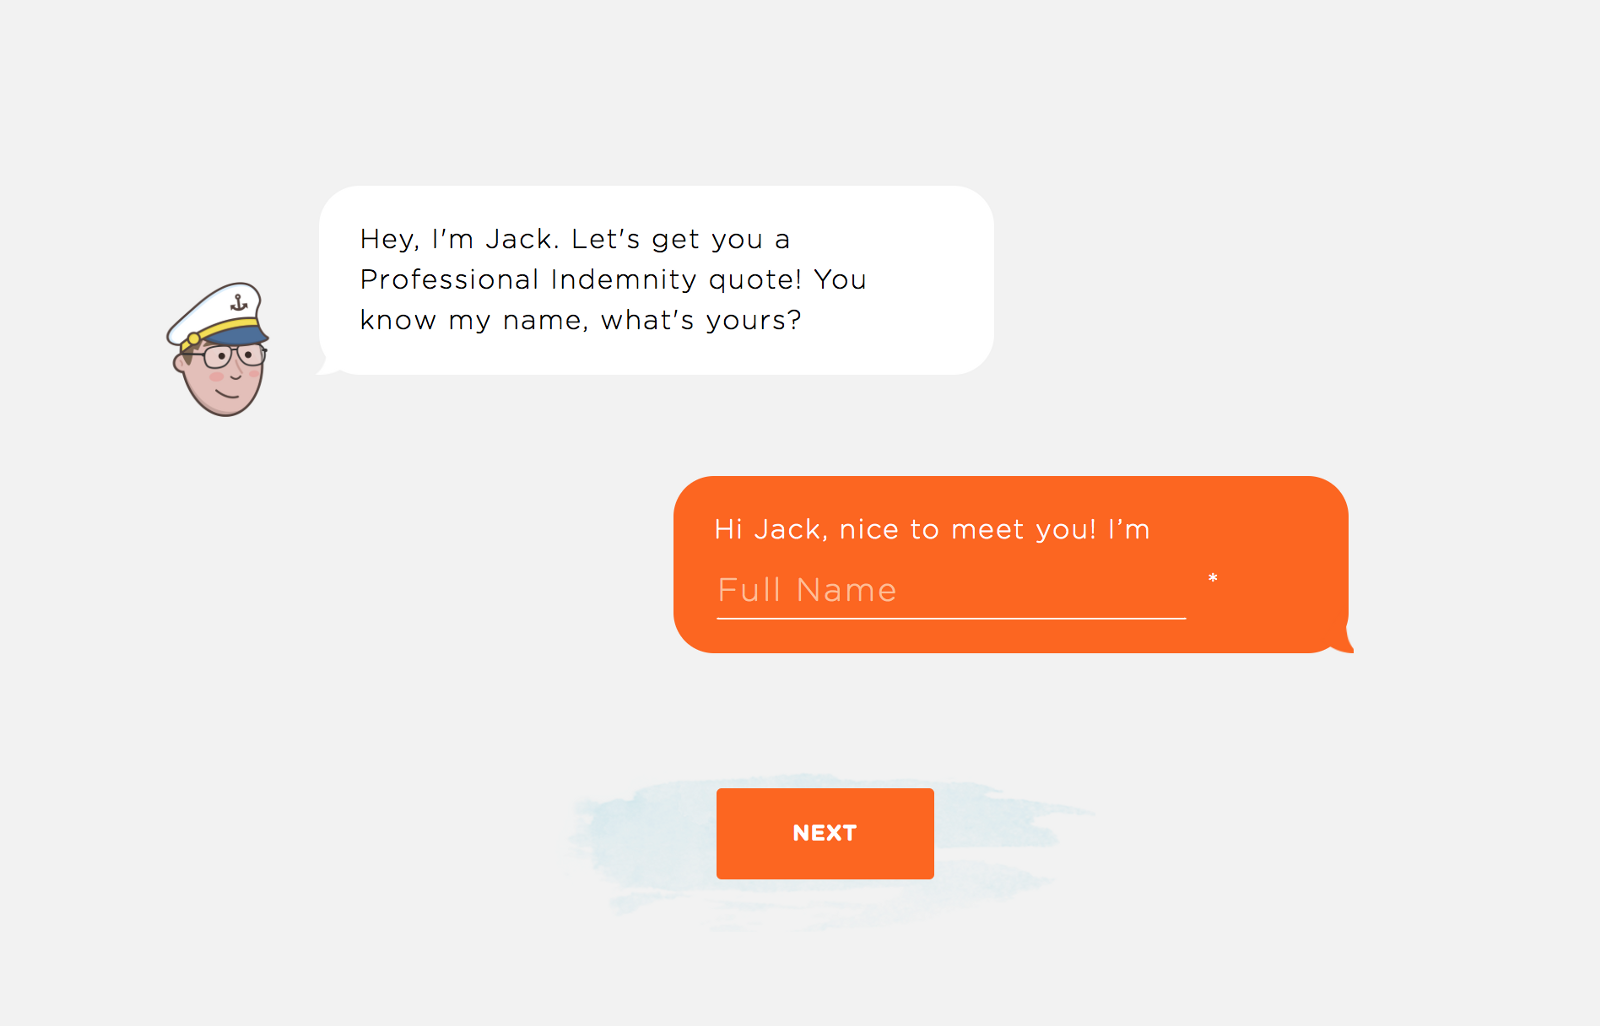 Hey, I'm Jack. Let's get you a
Professional Indemnity quote! You
know my name, what's yours?
Hi Jack, nice to meet you! I’m
Full Name *
NEXT